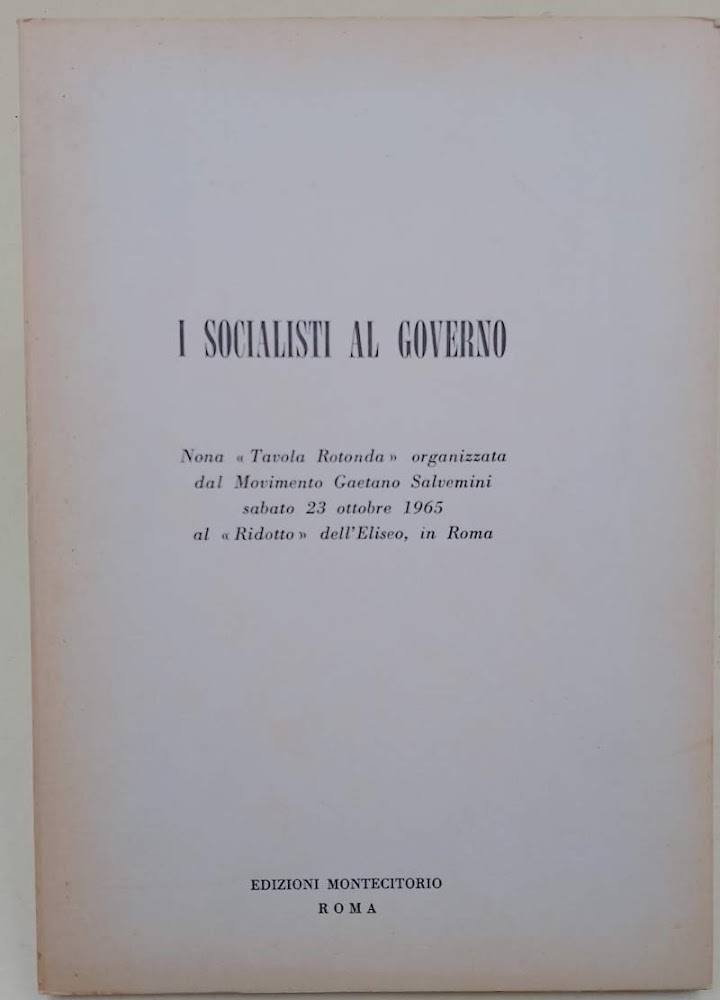 I SOCIALISTI AL GOVERNO
Nona « Tavola Rotonda » organizzata
dal Movimento Gaetano Salvemini
sabato 23 ottobre 1965
al « Ridotto » dell'Eliseo, in Roma
EDIZIONI MONTECITORIO
ROMA